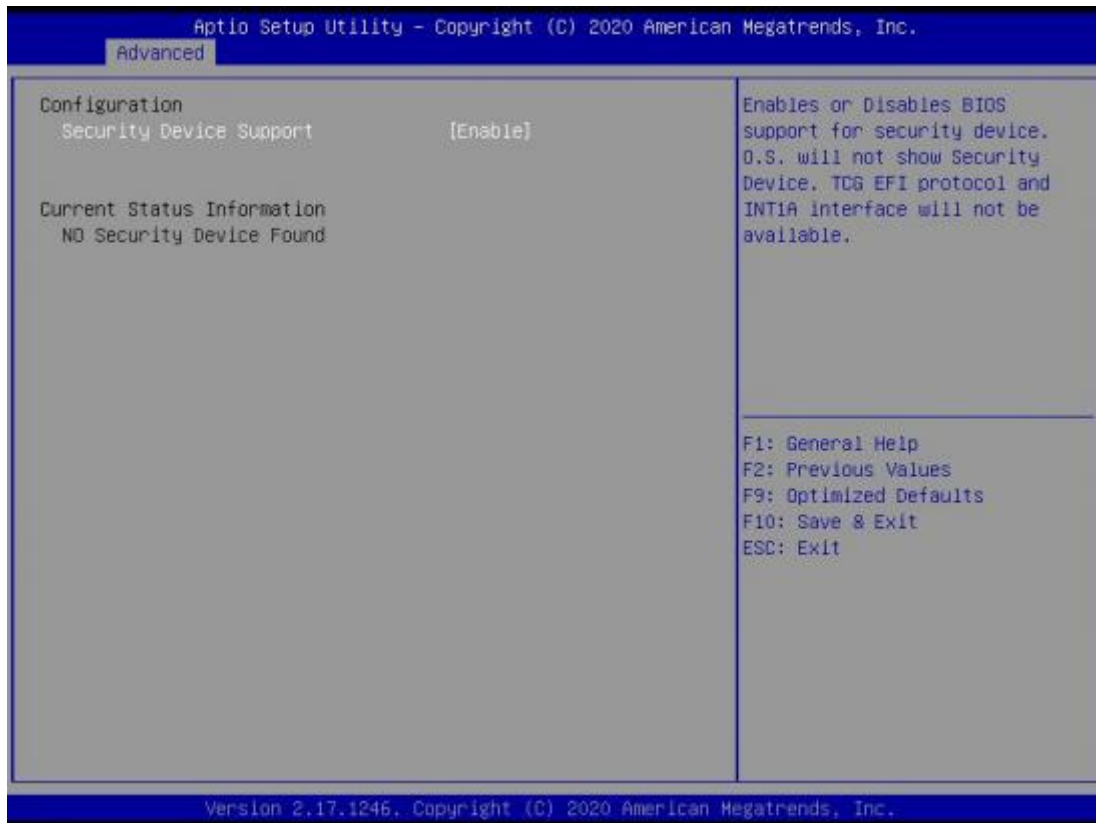 Aptio Setup Utility – Copyright (C) 2020 American Megatrends, Inc.
Advanced
Configuration
Security Device Support [Enable]
Current Status Information
NO Security Device Found
Enables or Disables BIOS
support for security device.
O.S. will not show Security
Device. TCG EFI protocol and
INT1A interface will not be
available.
F1: General Help
F2: Previous Values
F9: Optimized Defaults
F10: Save & Exit
ESC: Exit
Version 2.17.1246. Copyright (C) 2020 American Megatrends, Inc.